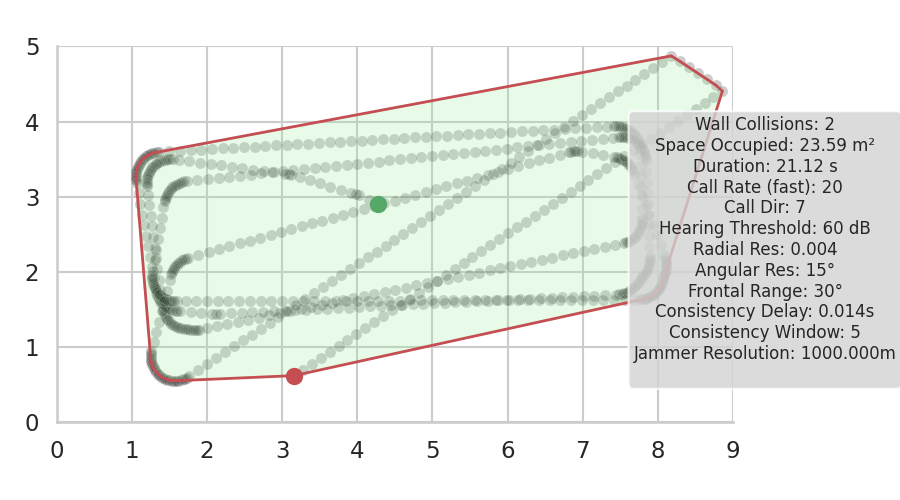 5
4
3
2
1
0
0 1 2 3 4 5 6 7 8 9
Wall Collisions: 2
Space Occupied: 23.59 m²
Duration: 21.12 s
Call Rate (fast): 20
Call Dir: 7
Hearing Threshold: 60 dB
Radial Res: 0.004
Angular Res: 15°
Frontal Range: 30°
Consistency Delay: 0.014s
Consistency Window: 5
Jammer Resolution: 1000.000m